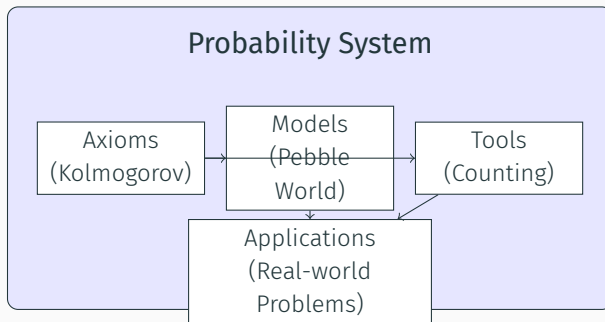 Probability System
Axioms
(Kolmogorov)
Models
(Pebble
World)
Tools
(Counting)
Applications
(Real-world
Problems)